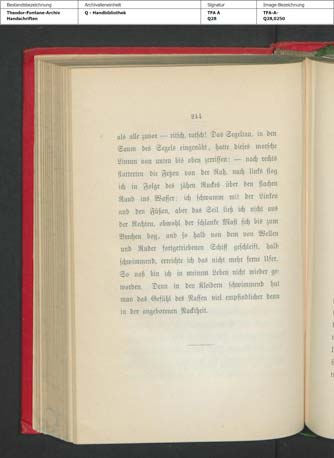 Bestandsbezeichnung
Archivalieneinheit
Signatur
Image-Bezeichnung
Theodor-Fontane-Archiv
Handschriften
Q - Handbibliothek
TFA A
Q28
TFA-A-
Q28,0250
244
als alle zuvor — ritsch, ratsch! Das Segeltau, in den
Saum des Segels eingenäht, hatte dieses morsche
Linnen von unten bis oben zerrissen: — nach rechts
flatterten die Fetzen von der Rah, nach links flog
ich in Folge des jähen Ruckes über den flachen
Rand ins Wasser; ich schwamm mit der Linken
und den Füßen, aber das Seil ließ ich nicht aus
der Rechten, obwohl der schlanke Mast sich bis zum
Brechen bog, und so halb von dem von Wellen
und Ruder fortgetriebenen Schiff geschleift, halb
schwimmend, erreichte ich das nicht mehr ferne Ufer.
So naß bin ich in meinem Leben nicht wieder ge-
worden. Denn in den Kleidern schwimmend hat
man das Gefühl des Nassen viel empfindlicher denn
in der angeborenen Nacktheit.